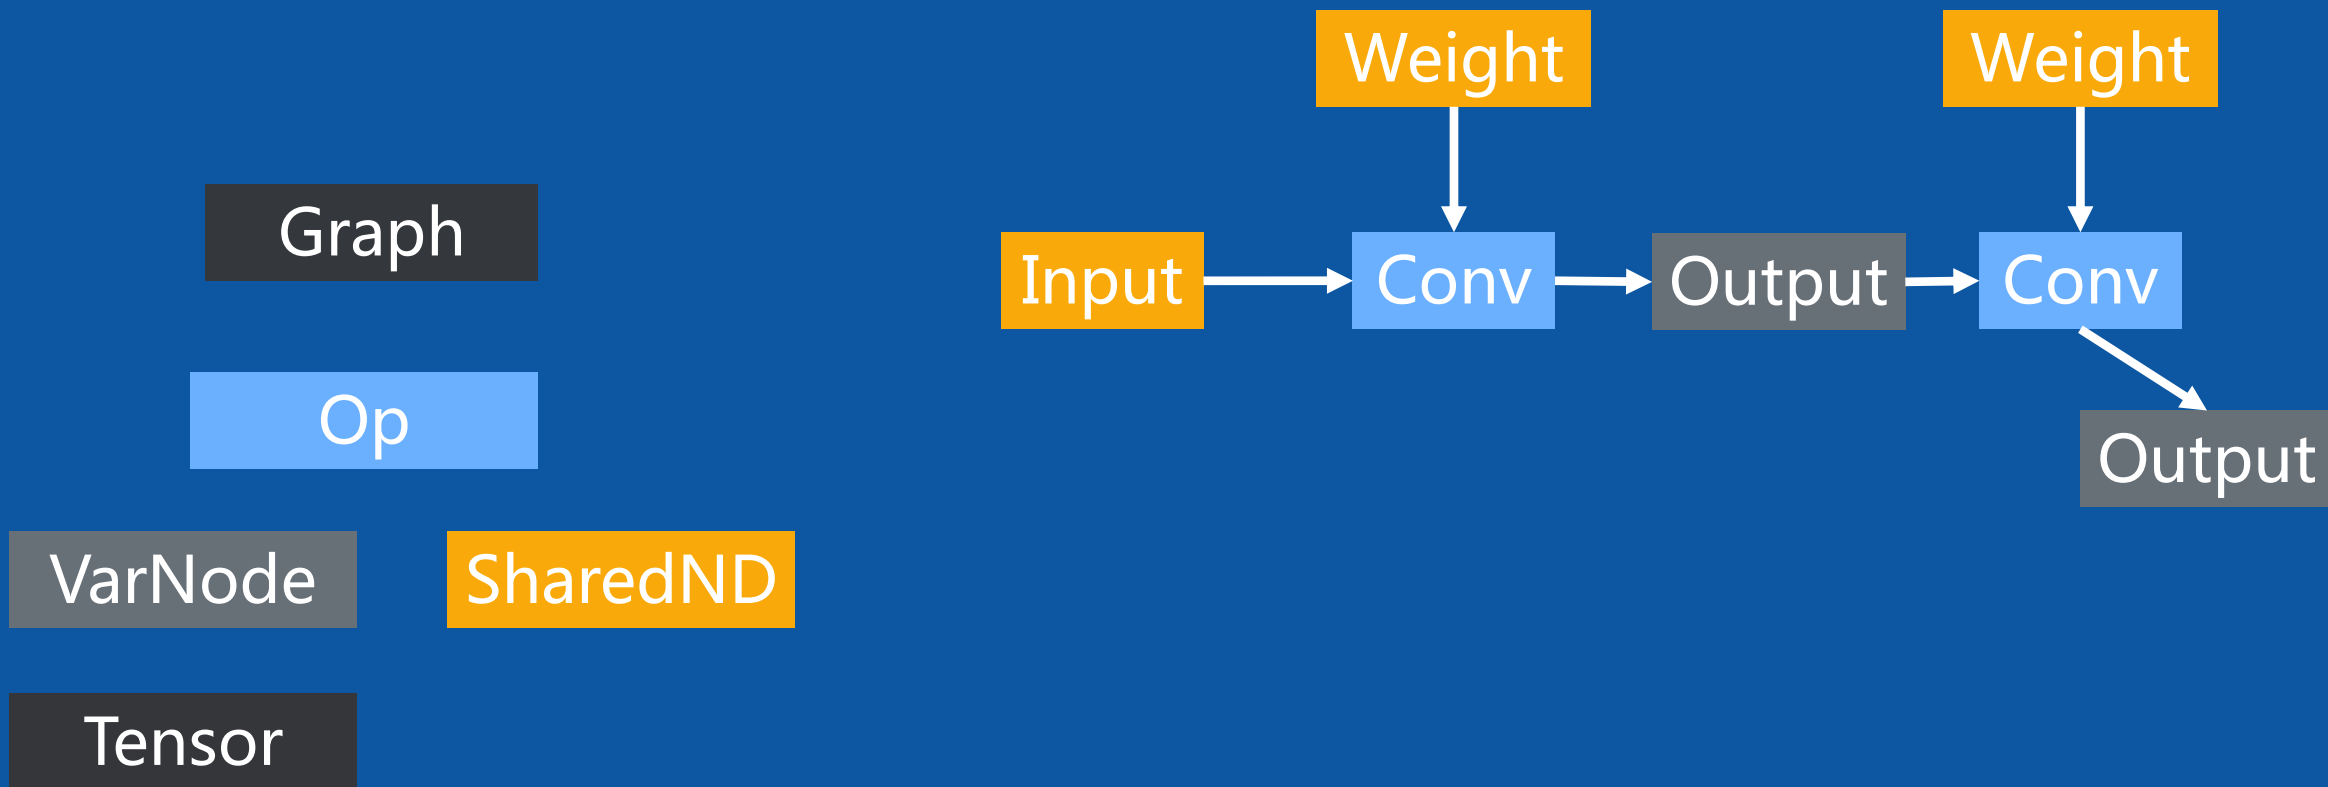 Graph
Op
VarNode
SharedND
Tensor
Weight
Weight
Input
Conv
Output
Conv
Output